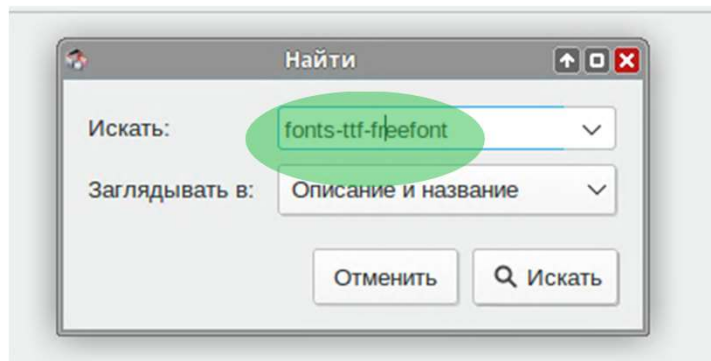 Найти
Искать: fonts-ttf-freefont
Заглядывать в: Описание и название
Отменить Искать